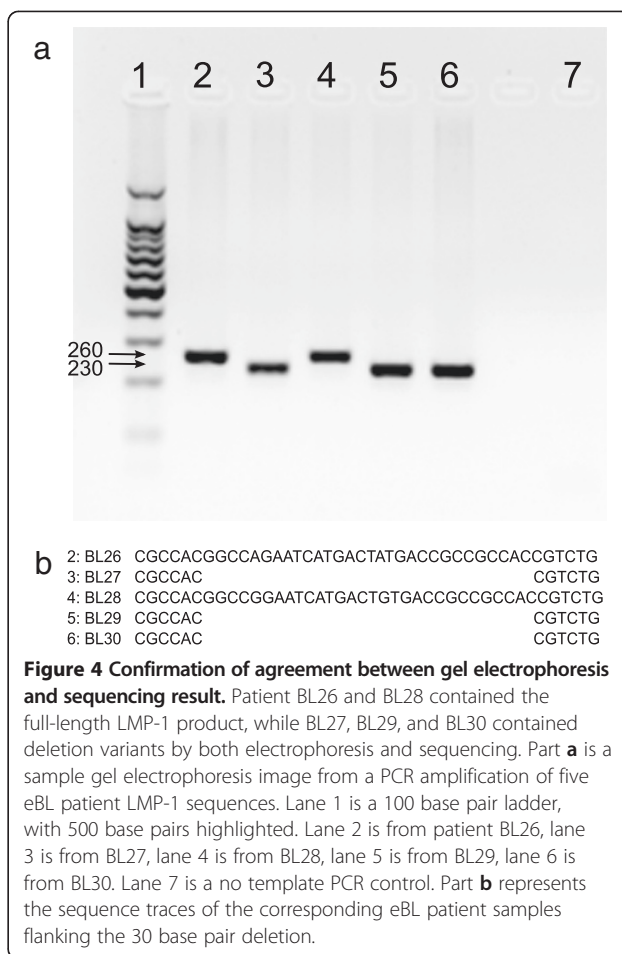 a
1 2 3 4 5 6 7
260
230
b
2: BL26 CGCCACGGCCAGAATCATGACTATGACCGCCGCCACCGTCTG
3: BL27 CGCCAC CGTCTG
4: BL28 CGCCACGGCCGGAATCATGACTGTGACCGCCGCCACCGTCTG
5: BL29 CGCCAC CGTCTG
6: BL30 CGCCAC CGTCTG
Figure 4 Confirmation of agreement between gel electrophoresis
and sequencing result. Patient BL26 and BL28 contained the
full-length LMP-1 product, while BL27, BL29, and BL30 contained
deletion variants by both electrophoresis and sequencing. Part a is a
sample gel electrophoresis image from a PCR amplification of five
eBL patient LMP-1 sequences. Lane 1 is a 100 base pair ladder,
with 500 base pairs highlighted. Lane 2 is from patient BL26, lane
3 is from BL27, lane 4 is from BL28, lane 5 is from BL29, lane 6 is
from BL30. Lane 7 is a no template PCR control. Part b represents
the sequence traces of the corresponding eBL patient samples
flanking the 30 base pair deletion.